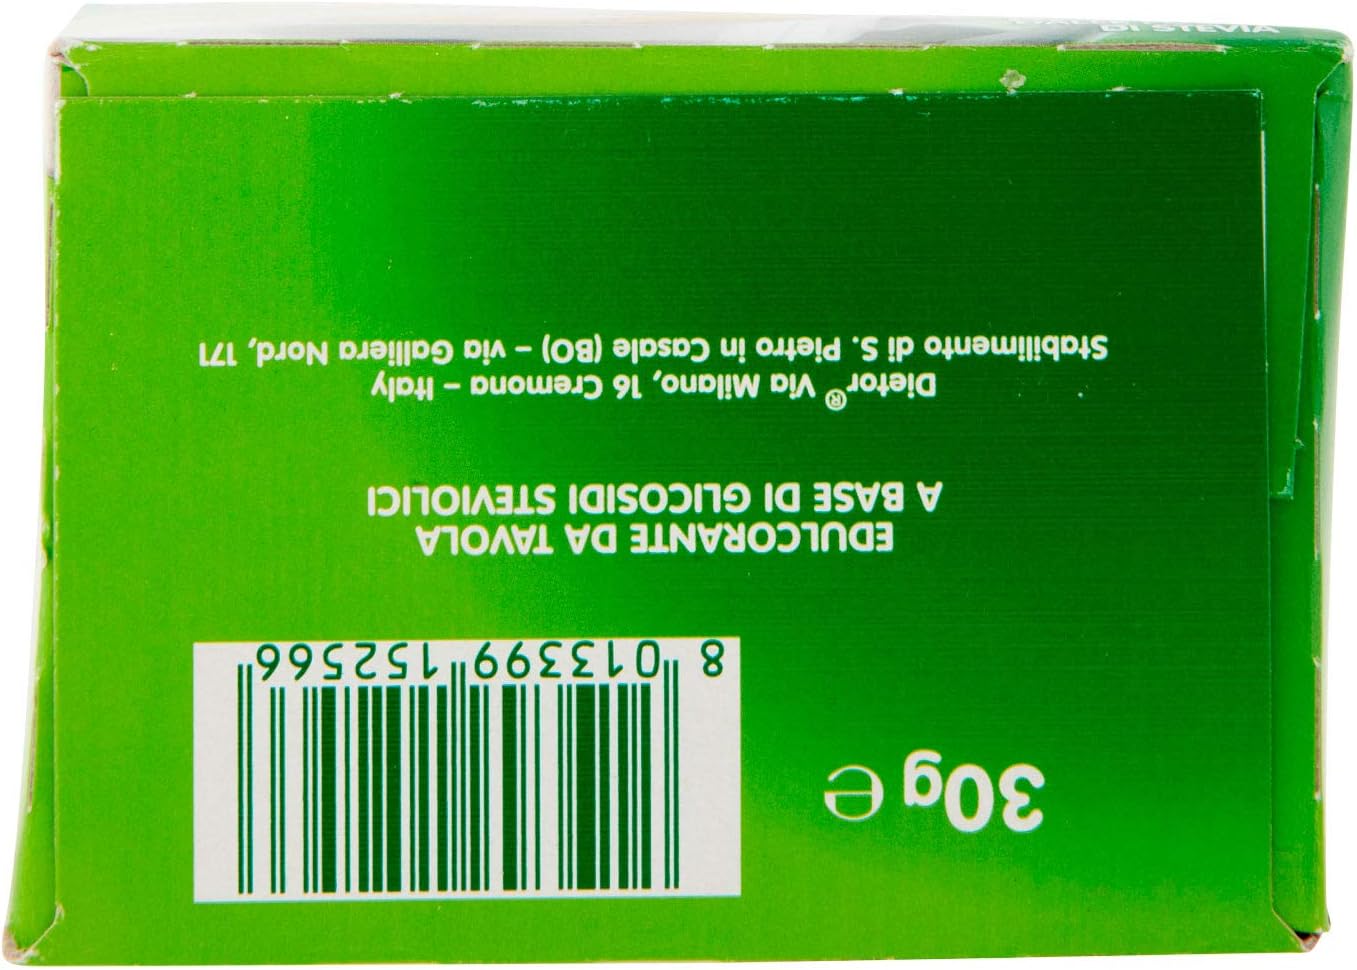 DI STEVIA
30g ℮
8 013399 152566
EDULCORANTE DA TAVOLA
A BASE DI GLICOSIDI STEVIOLICI
Dietor® Via Milano, 16 Cremona – Italy
Stabilimento di S. Pietro in Casale (BO) – via Galliera Nord, 171